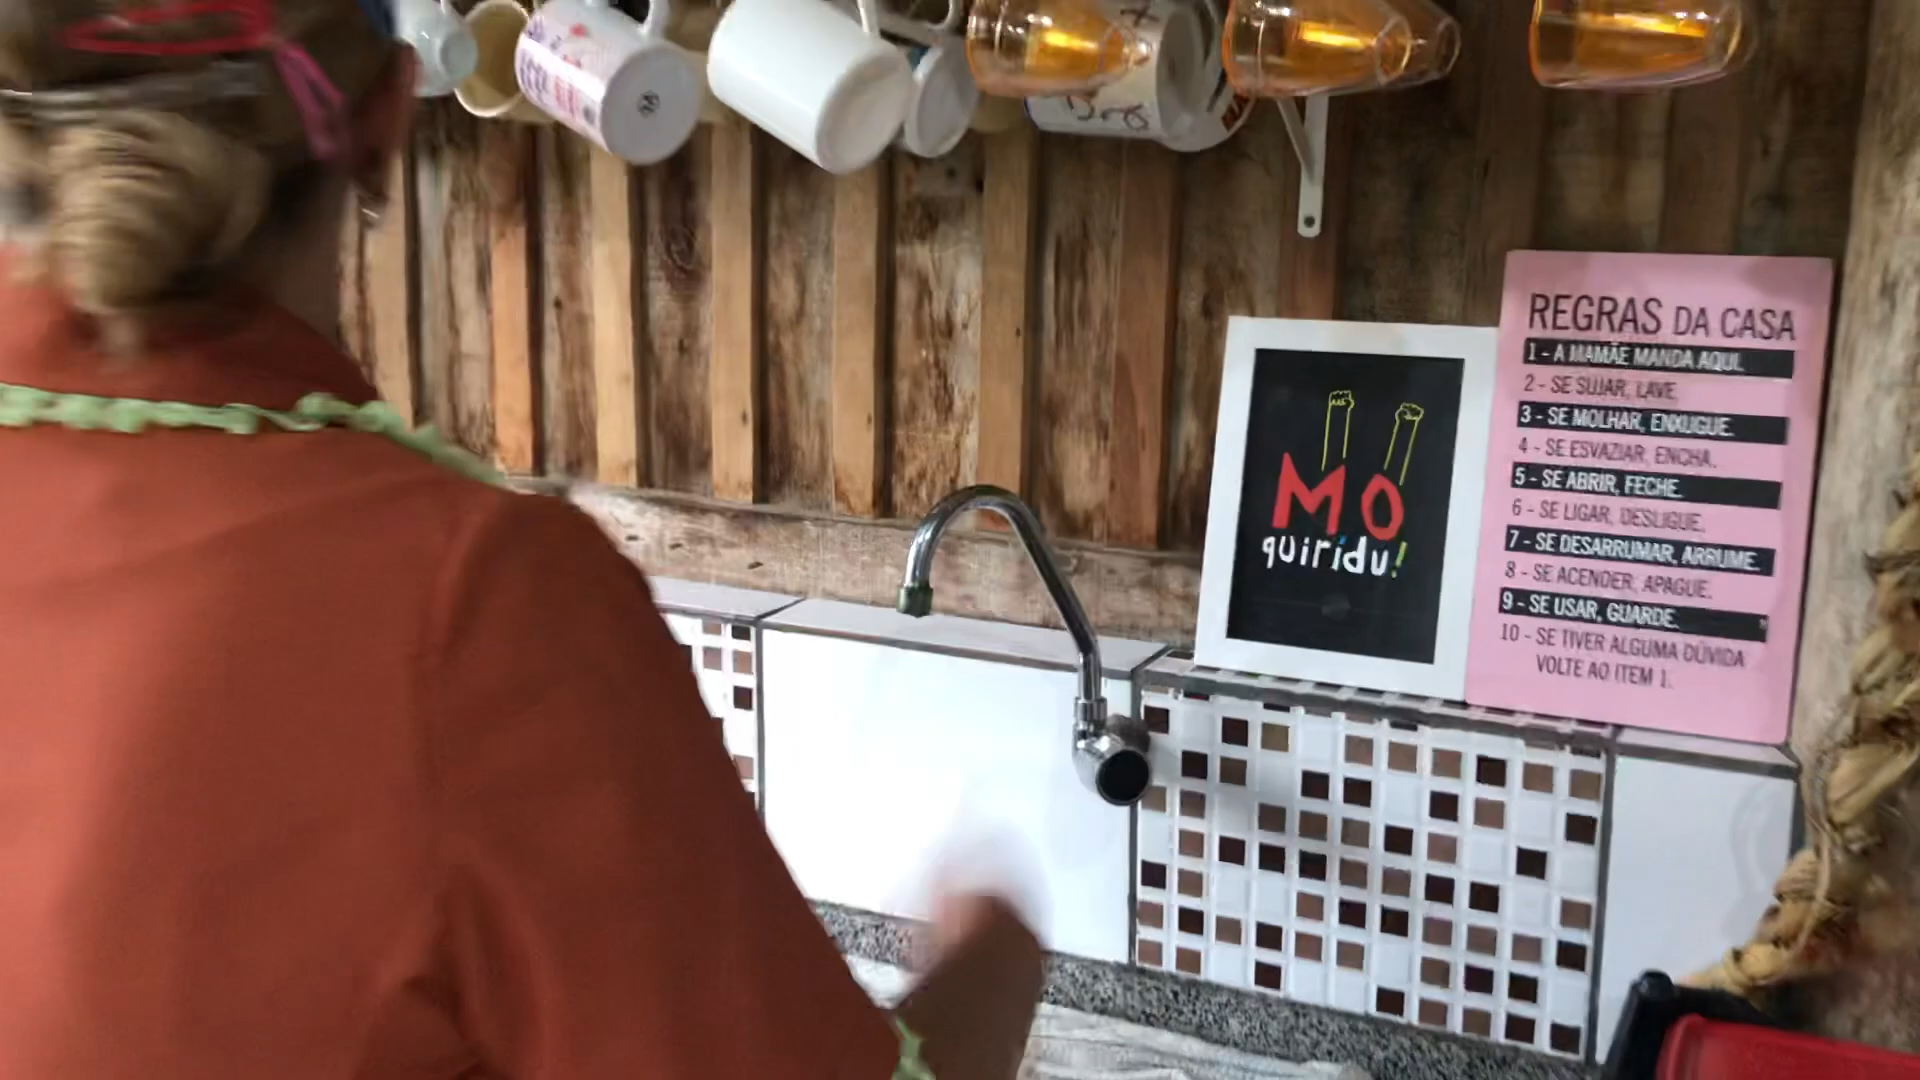 MO
quirídu!
REGRAS DA CASA
1 - A MAMÃE MANDA AQUI.
2 - SE SUJAR, LAVE.
3 - SE MOLHAR, ENXUGUE.
4 - SE ESVAZIAR, ENCHA.
5 - SE ABRIR, FECHE.
6 - SE LIGAR, DESLIGUE.
7 - SE DESARRUMAR, ARRUME.
8 - SE ACENDER, APAGUE.
9 - SE USAR, GUARDE.
10 - SE TIVER ALGUMA DÚVIDA
VOLTE AO ITEM 1.